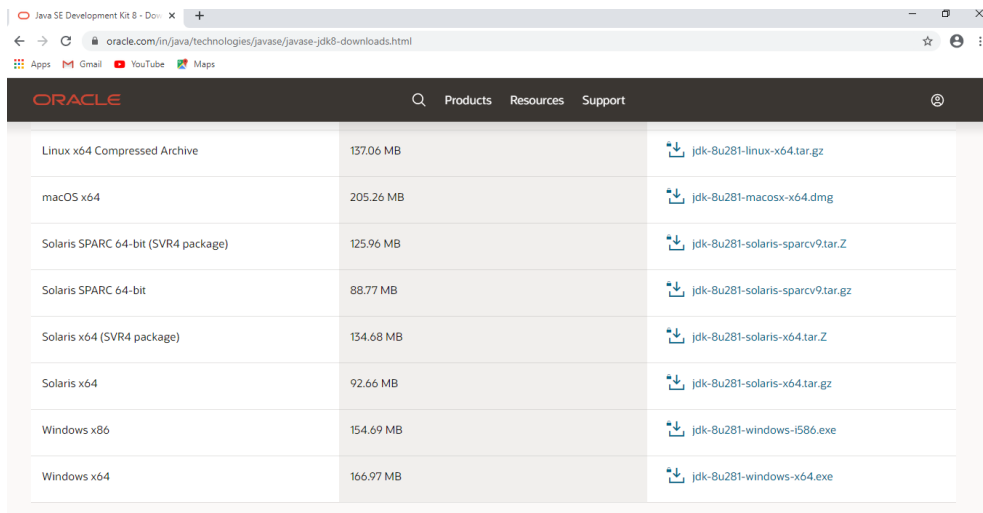 Java SE Development Kit 8 - Dow
oracle.com/in/java/technologies/javase/javase-jdk8-downloads.html
Apps Gmail YouTube Maps
ORACLE Products Resources Support
Linux x64 Compressed Archive 137.06 MB jdk-8u281-linux-x64.tar.gz
macOS x64 205.26 MB jdk-8u281-macosx-x64.dmg
Solaris SPARC 64-bit (SVR4 package) 125.96 MB jdk-8u281-solaris-sparcv9.tar.Z
Solaris SPARC 64-bit 88.77 MB jdk-8u281-solaris-sparcv9.tar.gz
Solaris x64 (SVR4 package) 134.68 MB jdk-8u281-solaris-x64.tar.Z
Solaris x64 92.66 MB jdk-8u281-solaris-x64.tar.gz
Windows x86 154.69 MB jdk-8u281-windows-i586.exe
Windows x64 166.97 MB jdk-8u281-windows-x64.exe